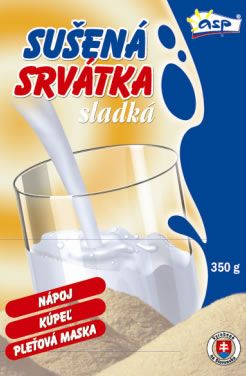 asp
SUŠENÁ
SRVÁTKA
sladká
350 g
NÁPOJ
KÚPEĽ
PLEŤOVÁ MASKA